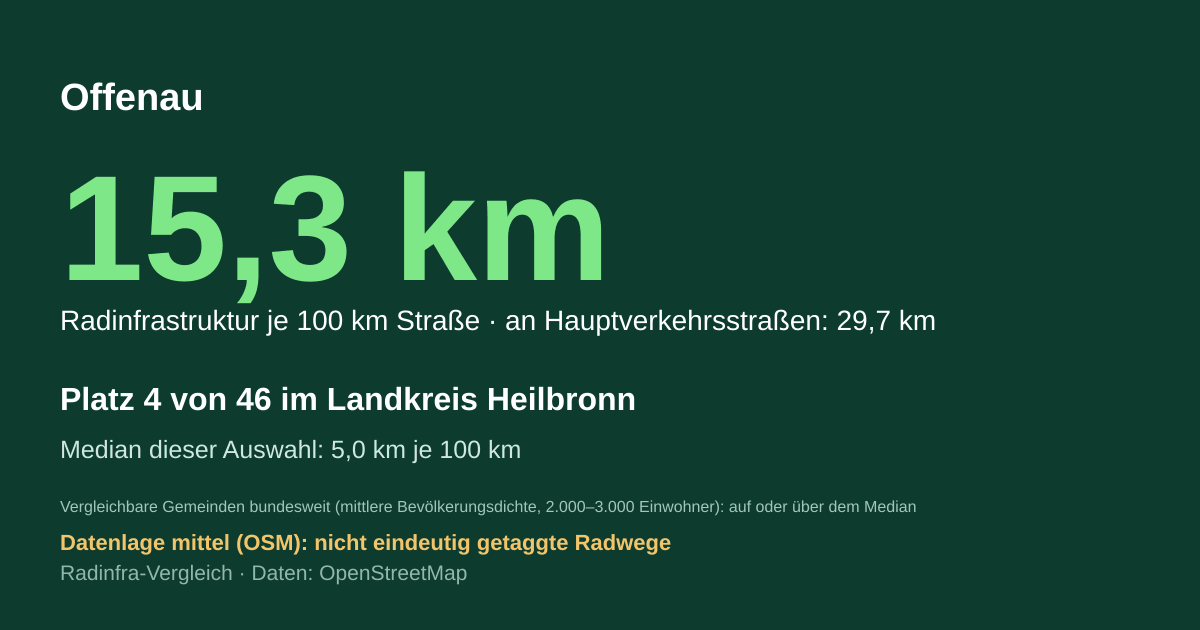 Offenau
15,3 km
Radinfrastruktur je 100 km Straße · an Hauptverkehrsstraßen: 29,7 km
Platz 4 von 46 im Landkreis Heilbronn
Median dieser Auswahl: 5,0 km je 100 km
Vergleichbare Gemeinden bundesweit (mittlere Bevölkerungsdichte, 2.000–3.000 Einwohner): auf oder über dem Median
Datenlage mittel (OSM): nicht eindeutig getaggte Radwege
Radinfra-Vergleich · Daten: OpenStreetMap